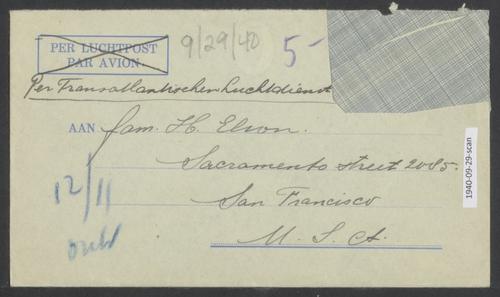 PER LUCHTPOST
PAR AVION.
9/29/40
5-
Per Transatlantischen Luchtdienst
AAN Fam. H. Elson.
Sacramento street 2085.
San Francisco
U. S. A.
12/11
1940-09-29-scan